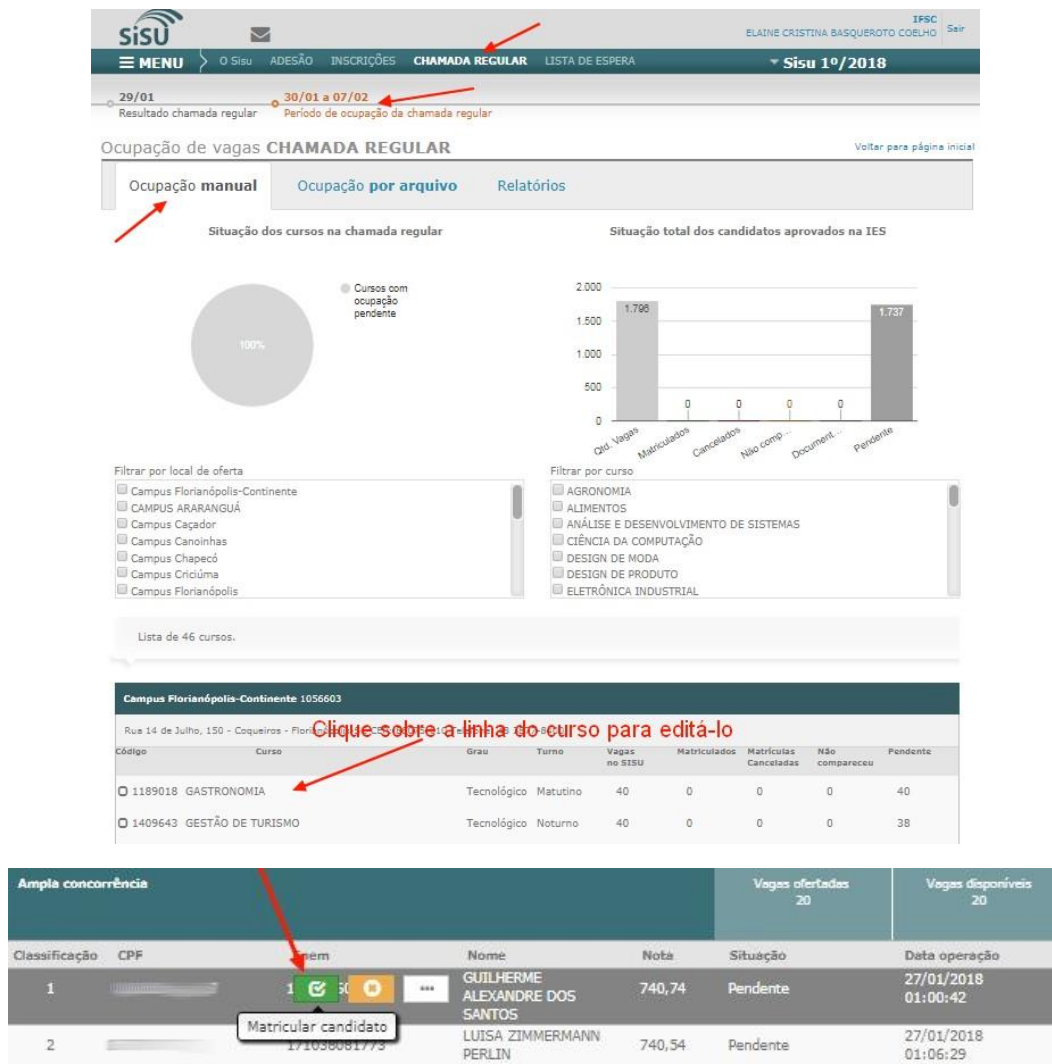 sisu
IFSC
ELAINE CRISTINA BASQUEROTO COELHO Sair
MENU O Sisu ADESÃO INSCRIÇÕES CHAMADA REGULAR LISTA DE ESPERA Sisu 1º/2018
29/01 30/01 a 07/02
Resultado chamada regular Período de ocupação da chamada regular
Ocupação de vagas CHAMADA REGULAR Voltar para página inicial
Ocupação manual Ocupação por arquivo Relatórios
Situação dos cursos na chamada regular
Cursos com
ocupação
pendente
100%
Situação total dos candidatos aprovados na IES
2.000
1.500
1.000
500
0
1.796 0 0 0 0 1.737
Qtd. Vagas Matriculados Cancelados Não comp... Document... Pendente
Filtrar por local de oferta
Campus Florianópolis-Continente
CAMPUS ARARANGUÁ
Campus Caçador
Campus Canoinhas
Campus Chapecó
Campus Criciúma
Campus Florianópolis
Filtrar por curso
AGRONOMIA
ALIMENTOS
ANÁLISE E DESENVOLVIMENTO DE SISTEMAS
CIÊNCIA DA COMPUTAÇÃO
DESIGN DE MODA
DESIGN DE PRODUTO
ELETRÔNICA INDUSTRIAL
Lista de 46 cursos.
Campus Florianópolis-Continente 1056603
Rua 14 de Julho, 150 - Coqueiros -
Clique sobre a linha do curso para editá-lo
Código Curso Grau Turno Vagas no SISU Matriculados Matrículas Canceladas Não compareceu Pendente
1189018 GASTRONOMIA Tecnológico Matutino 40 0 0 0 40
1409643 GESTÃO DE TURISMO Tecnológico Noturno 40 0 0 0 38
Ampla concorrência Vagas ofertadas Vagas disponíveis
20 20
Classificação CPF Enem Nome Nota Situação Data operação
1 GUILHERME ALEXANDRE DOS SANTOS 740,74 Pendente 27/01/2018 01:00:42
Matricular candidato
2 171038081773 LUISA ZIMMERMANN PERLIN 740,54 Pendente 27/01/2018 01:06:29